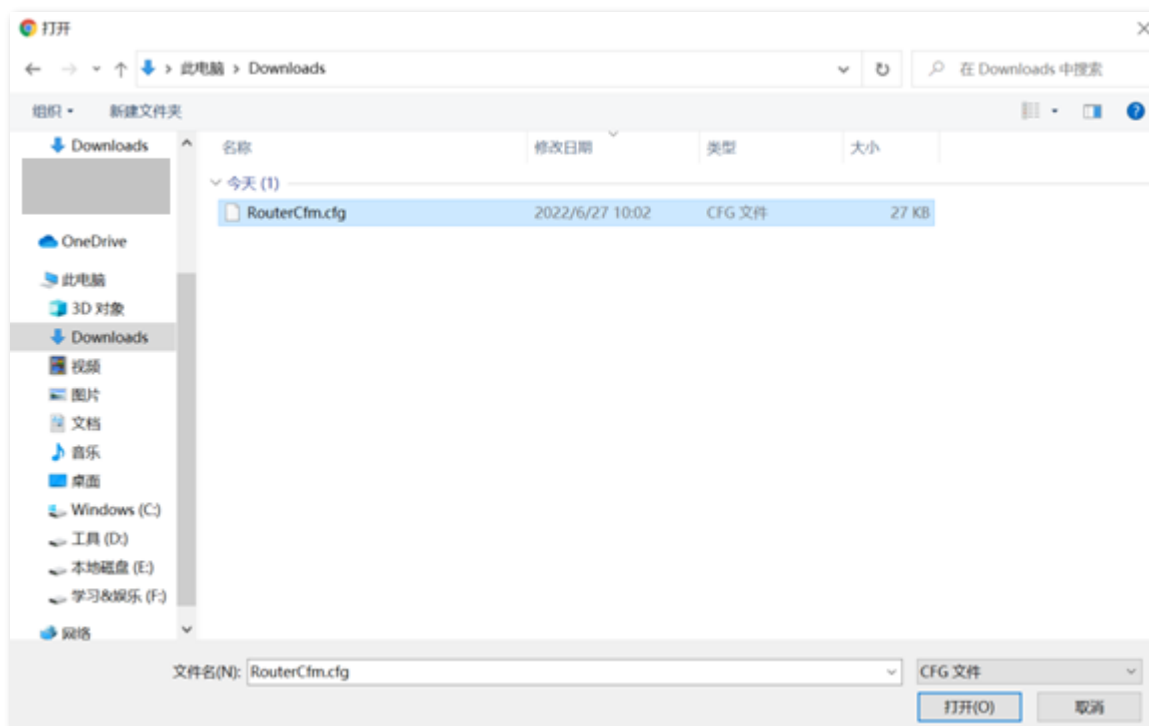 打开
此电脑 > Downloads
在 Downloads 中搜索
组织
新建文件夹
Downloads
OneDrive
此电脑
3D 对象
Downloads
视频
图片
文档
音乐
桌面
Windows (C:)
工具 (D:)
本地磁盘 (E:)
学习&娱乐 (F:)
网络
名称 修改日期 类型 大小
今天 (1)
RouterCfm.cfg 2022/6/27 10:02 CFG 文件 27 KB
文件名(N): RouterCfm.cfg CFG 文件
打开(O) 取消